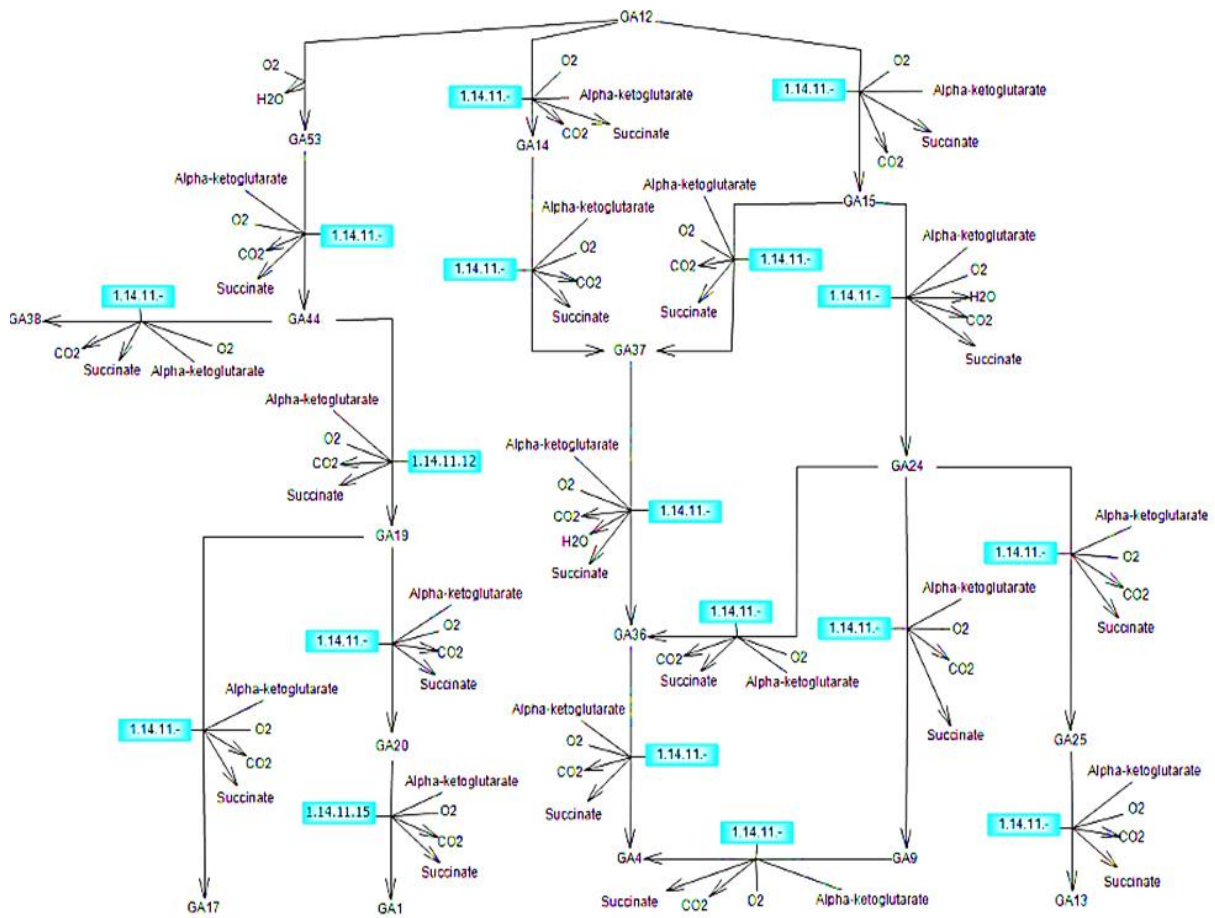 GA12
O2
H2O
GA53
O2
1.14.11.-
Alpha-ketoglutarate
CO2
Succinate
GA14
O2
1.14.11.-
Alpha-ketoglutarate
Succinate
CO2
GA15
Alpha-ketoglutarate
O2
1.14.11.-
CO2
Succinate
GA44
Alpha-ketoglutarate
O2
1.14.11.-
CO2
Succinate
Alpha-ketoglutarate
O2
1.14.11.-
CO2
Succinate
GA37
Alpha-ketoglutarate
O2
1.14.11.-
H2O
CO2
Succinate
GA24
1.14.11.-
GA38
CO2
Succinate
Alpha-ketoglutarate
O2
Alpha-ketoglutarate
O2
CO2
1.14.11.12
Succinate
GA19
Alpha-ketoglutarate
O2
CO2
1.14.11.-
H2O
Succinate
GA36
1.14.11.-
CO2
Succinate
Alpha-ketoglutarate
O2
Alpha-ketoglutarate
O2
1.14.11.-
CO2
Succinate
GA9
Alpha-ketoglutarate
1.14.11.-
O2
CO2
Succinate
GA25
Alpha-ketoglutarate
O2
1.14.11.-
CO2
Succinate
GA20
Alpha-ketoglutarate
1.14.11.-
O2
CO2
Succinate
GA17
Alpha-ketoglutarate
1.14.11.15
O2
CO2
Succinate
GA1
Alpha-ketoglutarate
O2
1.14.11.-
CO2
Succinate
GA4
1.14.11.-
Succinate
CO2
O2
Alpha-ketoglutarate
Alpha-ketoglutarate
O2
1.14.11.-
CO2
Succinate
GA13